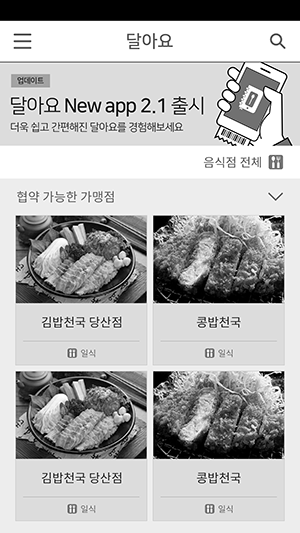 달아요
업데이트
달아요 New app 2.1 출시
더욱 쉽고 간편해진 달아요를 경험해보세요
음식점 전체
협약 가능한 가맹점
김밥천국 당산점
콩밥천국
일식
일식
김밥천국 당산점
콩밥천국
일식
일식